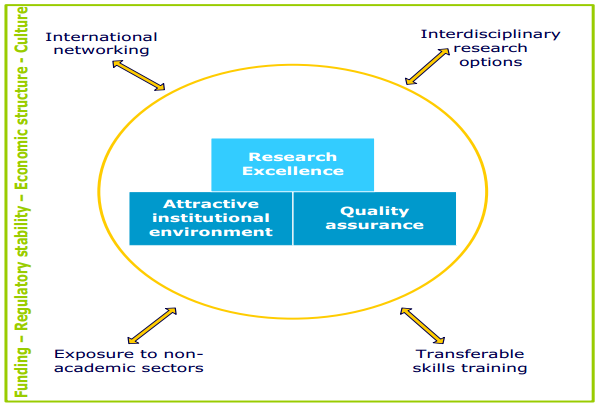 Funding – Regulatory stability – Economic structure - Culture
International
networking
Interdisciplinary
research
options
Research
Excellence
Attractive
institutional
environment
Quality
assurance
Exposure to non-
academic sectors
Transferable
skills training